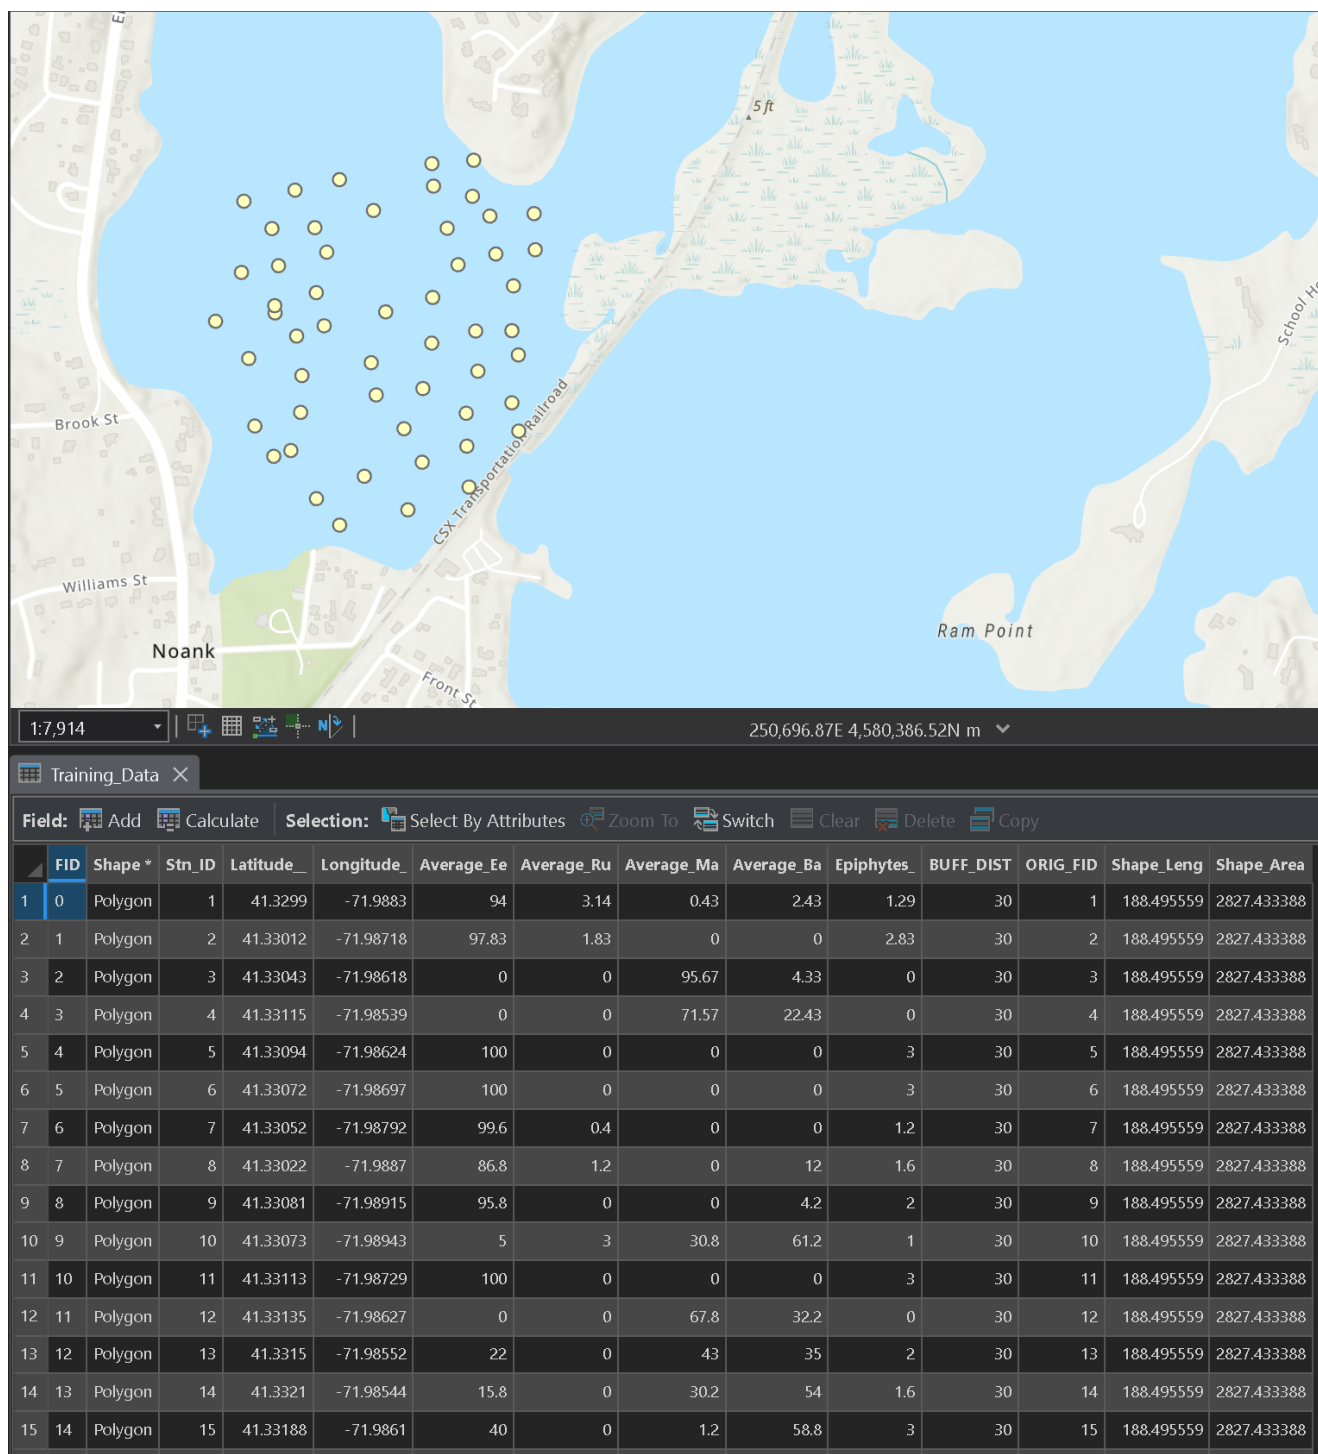 El
5 ft
School H
Brook St
CSX Transportation Railroad
Williams St
Ram Point
Noank
Front St
1:7,914
N
250,696.87E 4,580,386.52N m
Training_Data
Field: Add Calculate Selection: Select By Attributes Zoom To Switch Clear Delete Copy
FID Shape * Stn_ID Latitude__ Longitude_ Average_Ee Average_Ru Average_Ma Average_Ba Epiphytes_ BUFF_DIST ORIG_FID Shape_Leng Shape_Area
1 0 Polygon 1 41.3299 -71.9883 94 3.14 0.43 2.43 1.29 30 1 188.495559 2827.433388
2 1 Polygon 2 41.33012 -71.98718 97.83 1.83 0 0 2.83 30 2 188.495559 2827.433388
3 2 Polygon 3 41.33043 -71.98618 0 0 95.67 4.33 0 30 3 188.495559 2827.433388
4 3 Polygon 4 41.33115 -71.98539 0 0 71.57 22.43 0 30 4 188.495559 2827.433388
5 4 Polygon 5 41.33094 -71.98624 100 0 0 0 3 30 5 188.495559 2827.433388
6 5 Polygon 6 41.33072 -71.98697 100 0 0 0 3 30 6 188.495559 2827.433388
7 6 Polygon 7 41.33052 -71.98792 99.6 0.4 0 0 1.2 30 7 188.495559 2827.433388
8 7 Polygon 8 41.33022 -71.9887 86.8 1.2 0 12 1.6 30 8 188.495559 2827.433388
9 8 Polygon 9 41.33081 -71.98915 95.8 0 0 4.2 2 30 9 188.495559 2827.433388
10 9 Polygon 10 41.33073 -71.98943 5 3 30.8 61.2 1 30 10 188.495559 2827.433388
11 10 Polygon 11 41.33113 -71.98729 100 0 0 0 3 30 11 188.495559 2827.433388
12 11 Polygon 12 41.33135 -71.98627 0 0 67.8 32.2 0 30 12 188.495559 2827.433388
13 12 Polygon 13 41.3315 -71.98552 22 0 43 35 2 30 13 188.495559 2827.433388
14 13 Polygon 14 41.3321 -71.98544 15.8 0 30.2 54 1.6 30 14 188.495559 2827.433388
15 14 Polygon 15 41.33188 -71.9861 40 0 1.2 58.8 3 30 15 188.495559 2827.433388